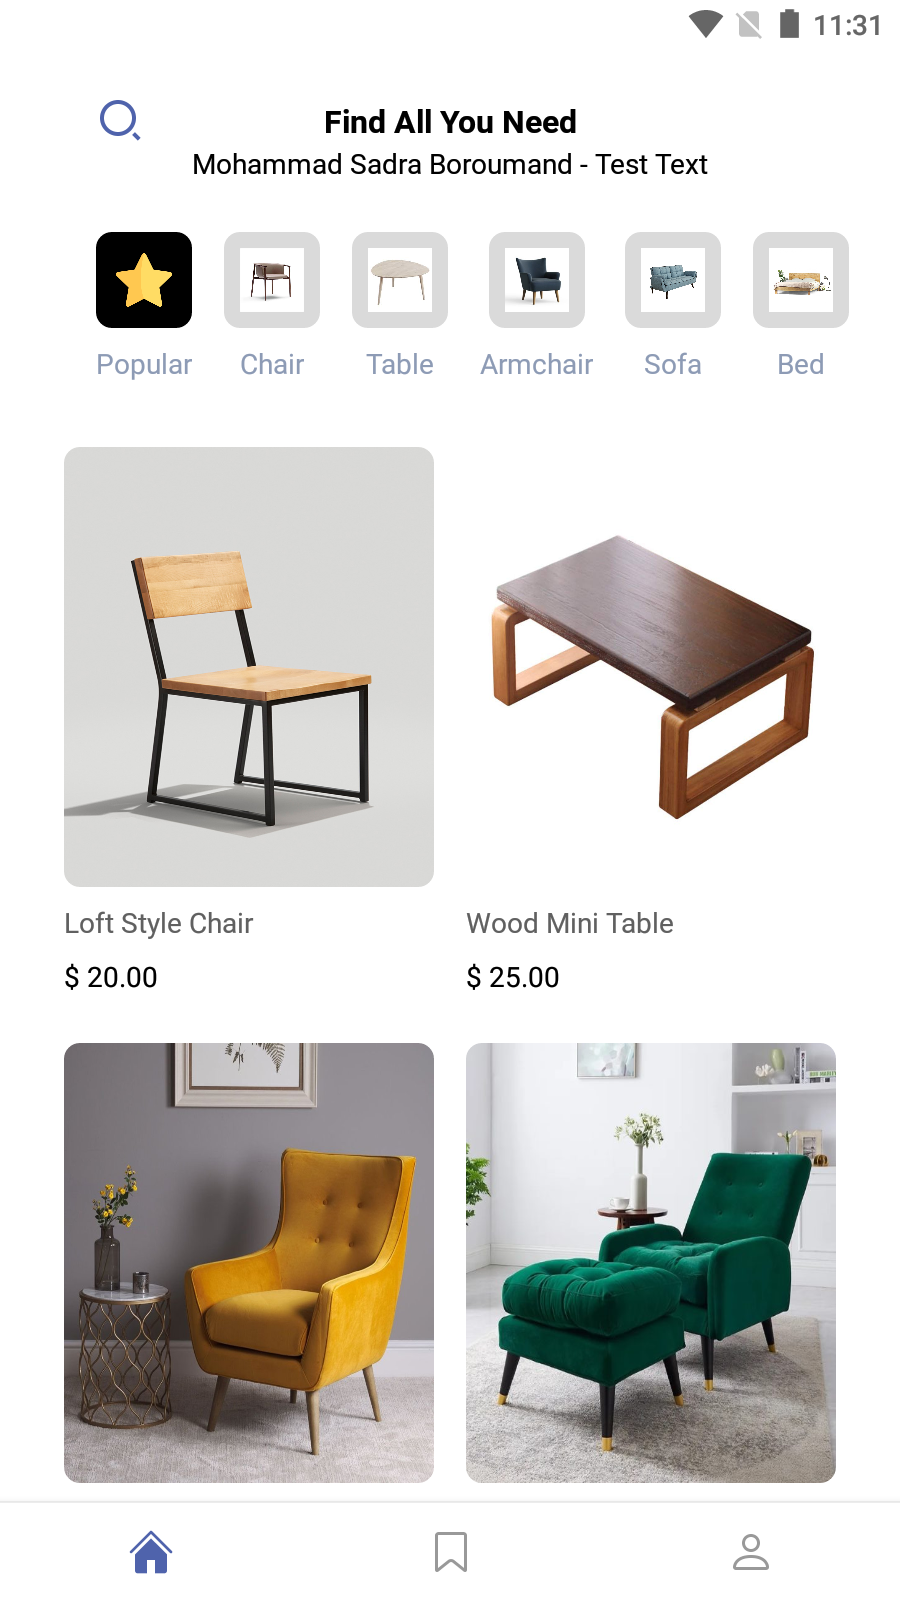 11:31
Find All You Need
Mohammad Sadra Boroumand - Test Text
Popular Chair Table Armchair Sofa Bed
Loft Style Chair Wood Mini Table
$ 20.00 $ 25.00